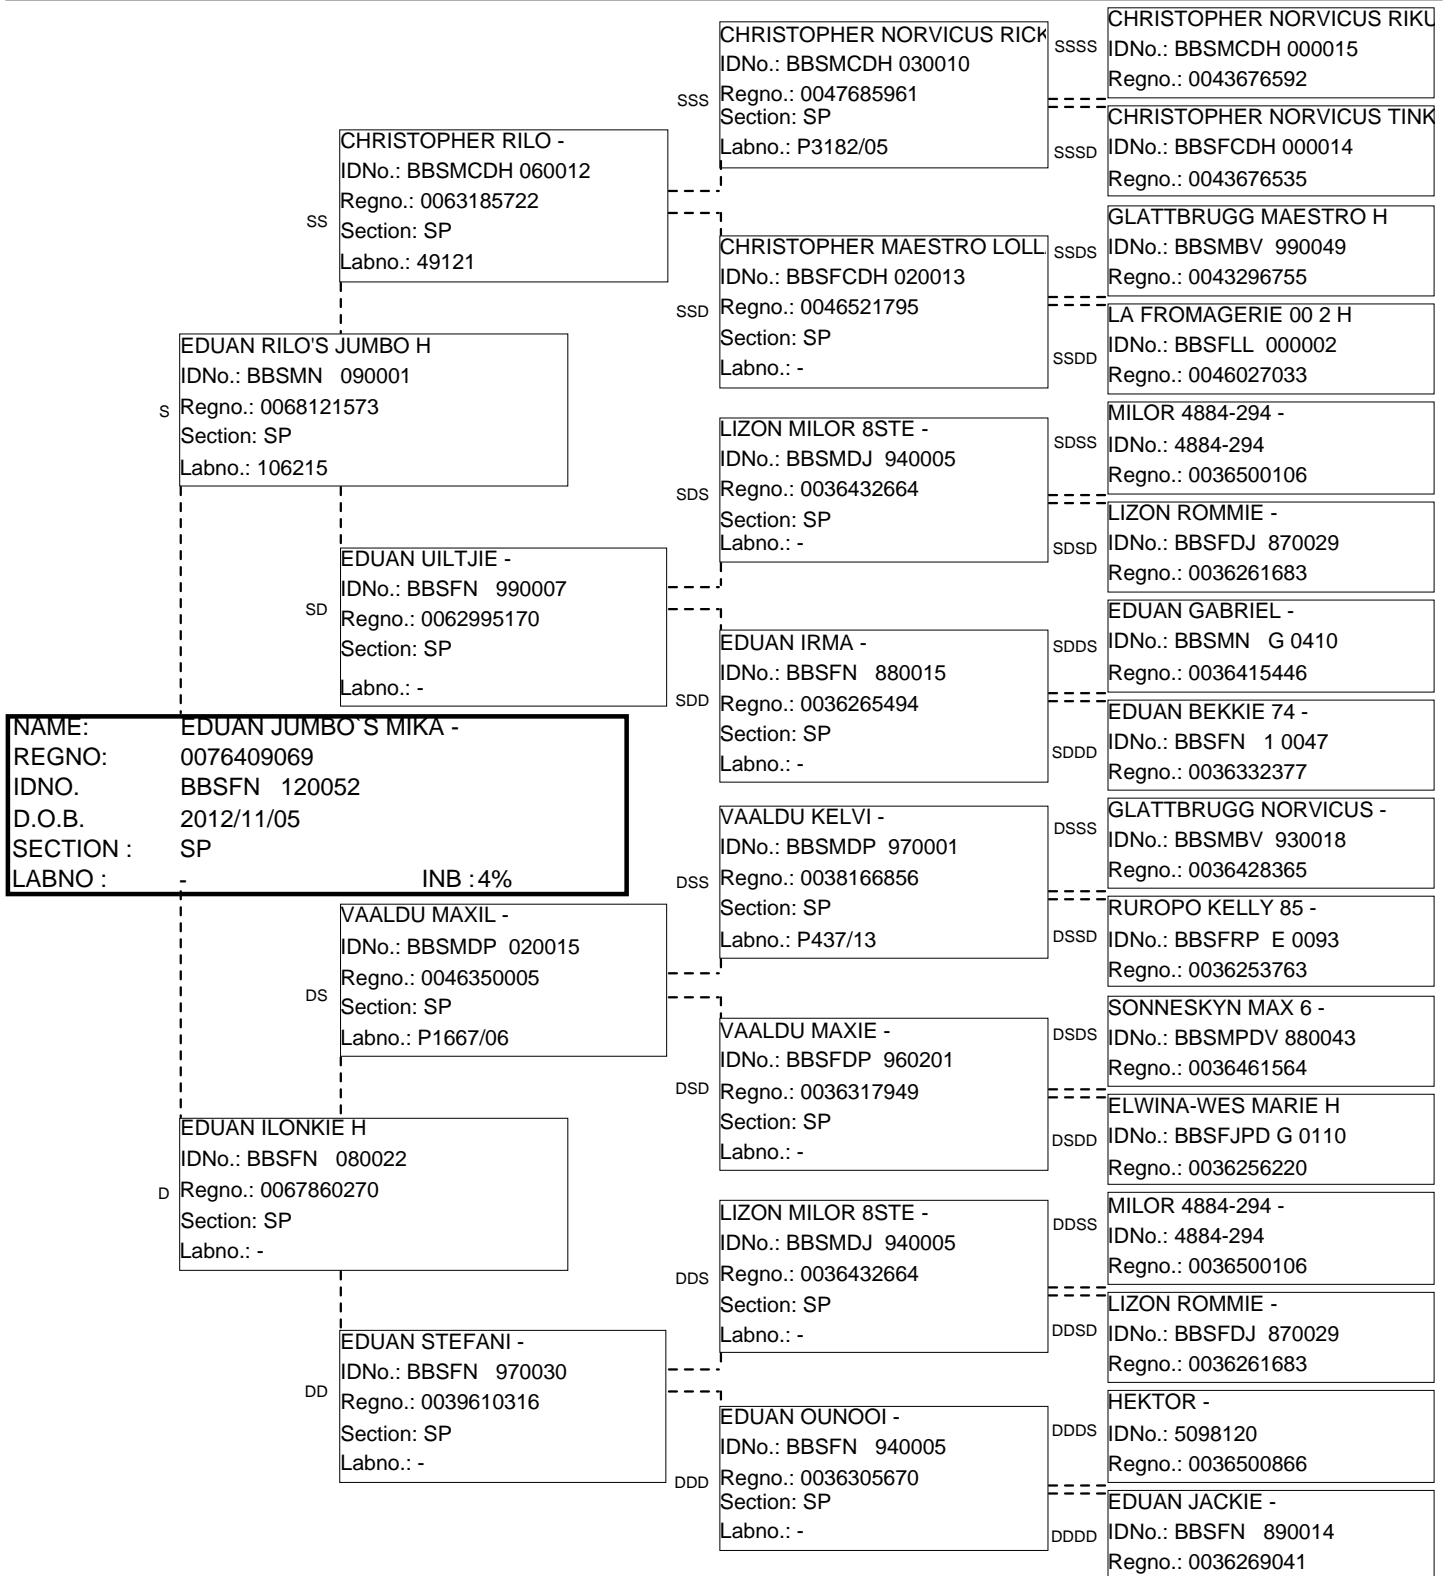 CHRISTOPHER NORVICUS RIKU
SSSS IDNo.: BBSMCDH 000015
Regno.: 0043676592
CHRISTOPHER NORVICUS RICK
IDNo.: BBSMCDH 030010
SSS Regno.: 0047685961
Section: SP
Labno.: P3182/05
CHRISTOPHER NORVICUS TINK
SSSD IDNo.: BBSFCDH 000014
Regno.: 0043676535
CHRISTOPHER RILO -
IDNo.: BBSMCDH 060012
Regno.: 0063185722
SS Section: SP
Labno.: 49121
GLATTBRUGG MAESTRO H
SSDS IDNo.: BBSMBV 990049
Regno.: 0043296755
CHRISTOPHER MAESTRO LOLL
IDNo.: BBSFCDH 020013
SSD Regno.: 0046521795
Section: SP
Labno.: -
LA FROMAGERIE 00 2 H
SSDD IDNo.: BBSFLL 000002
Regno.: 0046027033
EDUAN RILO'S JUMBO H
IDNo.: BBSMN 090001
S Regno.: 0068121573
Section: SP
Labno.: 106215
MILOR 4884-294 -
SDSS IDNo.: 4884-294
Regno.: 0036500106
LIZON MILOR 8STE -
IDNo.: BBSMDJ 940005
SDS Regno.: 0036432664
Section: SP
Labno.: -
LIZON ROMMIE -
SDSD IDNo.: BBSFDJ 870029
Regno.: 0036261683
EDUAN UILTJIE -
IDNo.: BBSFN 990007
SD Regno.: 0062995170
Section: SP
Labno.: -
EDUAN GABRIEL -
SDDS IDNo.: BBSMN G 0410
Regno.: 0036415446
EDUAN IRMA -
IDNo.: BBSFN 880015
SDD Regno.: 0036265494
Section: SP
Labno.: -
EDUAN BEKKIE 74 -
SDDD IDNo.: BBSFN 1 0047
Regno.: 0036332377
NAME: EDUAN JUMBO`S MIKA -
REGNO: 0076409069
IDNO. BBSFN 120052
D.O.B. 2012/11/05
SECTION : SP
LABNO : - INB : 4%
GLATTBRUGG NORVICUS -
DSSS IDNo.: BBSMBV 930018
Regno.: 0036428365
VAALDU KELVI -
IDNo.: BBSMDP 970001
DSS Regno.: 0038166856
Section: SP
Labno.: P437/13
RUROPO KELLY 85 -
DSSD IDNo.: BBSFRP E 0093
Regno.: 0036253763
VAALDU MAXIL -
IDNo.: BBSMDP 020015
Regno.: 0046350005
DS Section: SP
Labno.: P1667/06
SONNESKYN MAX 6 -
DSDS IDNo.: BBSMPDV 880043
Regno.: 0036461564
VAALDU MAXIE -
IDNo.: BBSFDP 960201
DSD Regno.: 0036317949
Section: SP
Labno.: -
ELWINA-WES MARIE H
DSDD IDNo.: BBSFJPD G 0110
Regno.: 0036256220
EDUAN ILONKIE H
IDNo.: BBSFN 080022
D Regno.: 0067860270
Section: SP
Labno.: -
MILOR 4884-294 -
DDSS IDNo.: 4884-294
Regno.: 0036500106
LIZON MILOR 8STE -
IDNo.: BBSMDJ 940005
DDS Regno.: 0036432664
Section: SP
Labno.: -
LIZON ROMMIE -
DDSD IDNo.: BBSFDJ 870029
Regno.: 0036261683
EDUAN STEFANI -
IDNo.: BBSFN 970030
DD Regno.: 0039610316
Section: SP
Labno.: -
HEKTOR -
DDDS IDNo.: 5098120
Regno.: 0036500866
EDUAN OUNOOI -
IDNo.: BBSFN 940005
DDD Regno.: 0036305670
Section: SP
Labno.: -
EDUAN JACKIE -
DDDD IDNo.: BBSFN 890014
Regno.: 0036269041